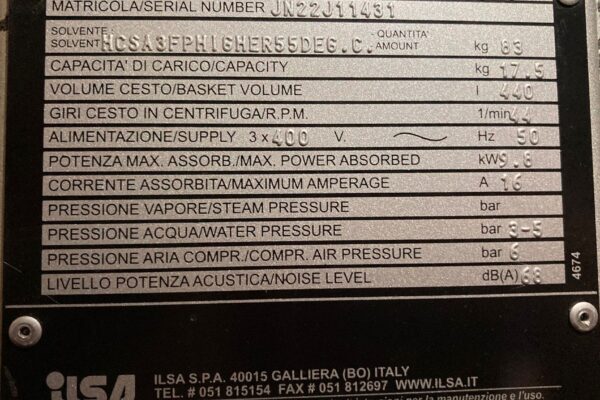 MATRICOLA/SERIAL NUMBER JN22J11431
SOLVENTE/ SOLVENT HCSA3FPHIGHER55DEG.C. QUANTITA' AMOUNT kg 83
CAPACITA' DI CARICO/CAPACITY kg 17.5
VOLUME CESTO/BASKET VOLUME l 440
GIRI CESTO IN CENTRIFUGA/R.P.M. 1/min 44
ALIMENTAZIONE/SUPPLY 3 x 400 V. Hz 50
POTENZA MAX. ASSORB./MAX. POWER ABSORBED kW 9.8
CORRENTE ASSORBITA/MAXIMUM AMPERAGE A 16
PRESSIONE VAPORE/STEAM PRESSURE bar
PRESSIONE ACQUA/WATER PRESSURE bar 3-5
PRESSIONE ARIA COMPR./COMPR. AIR PRESSURE bar 6
LIVELLO POTENZA ACUSTICA/NOISE LEVEL dB(A) 68
4674
ILSA S.P.A. 40015 GALLIERA (BO) ITALY
TEL. # 051 815154 FAX # 051 812697 WWW.ILSA.IT
ilsa
per la manutenzione e l'uso.